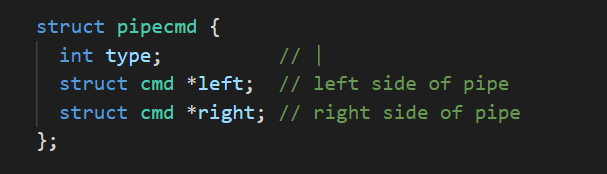 struct pipecmd {
  int type;          // |
  struct cmd *left;  // left side of pipe
  struct cmd *right; // right side of pipe
};